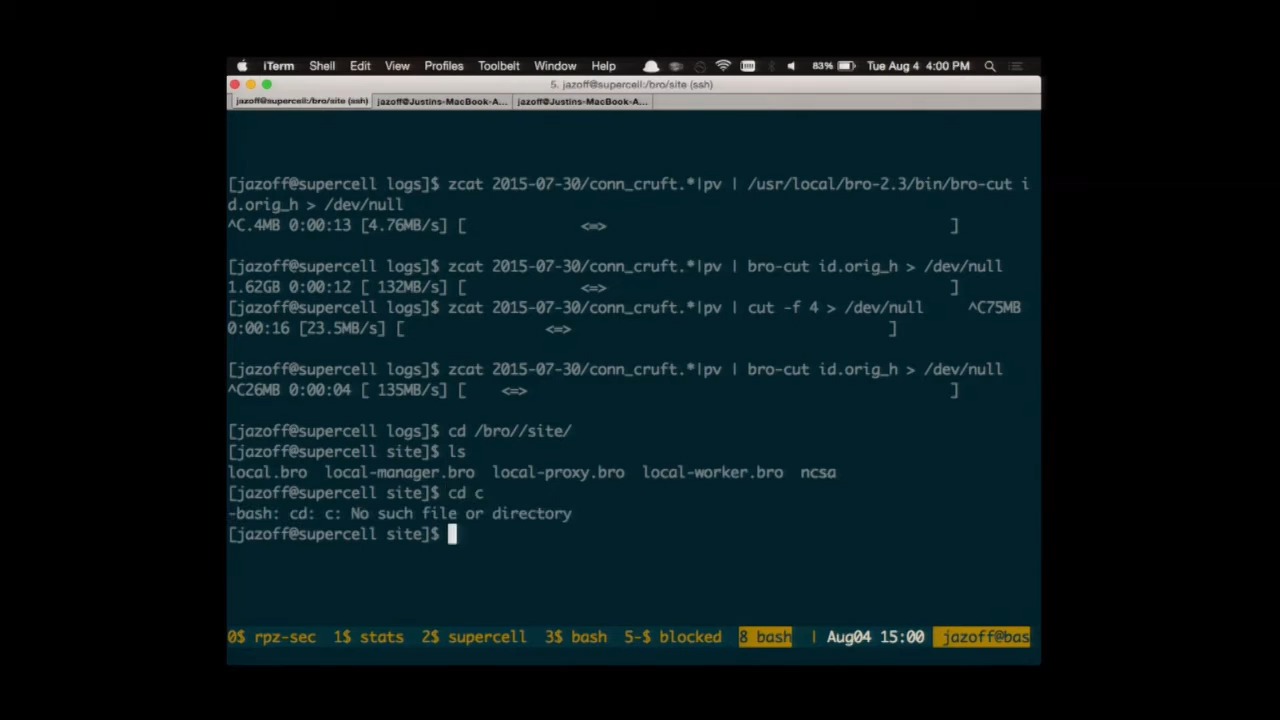 iTerm Shell Edit View Profiles Toolbelt Window Help 83% Tue Aug 4 4:00 PM
5. jazoff@supercell:/bro/site (ssh)
jazoff@supercell:/bro/site (ssh) jazoff@Justins-MacBook-A... jazoff@Justins-MacBook-A...
[jazoff@supercell logs]$ zcat 2015-07-30/conn_cruft.*|pv | /usr/local/bro-2.3/bin/bro-cut i
d.orig_h > /dev/null
^C.4MB 0:00:13 [4.76MB/s] [ <=> ]
[jazoff@supercell logs]$ zcat 2015-07-30/conn_cruft.*|pv | bro-cut id.orig_h > /dev/null
1.62GB 0:00:12 [ 132MB/s] [ <=> ]
[jazoff@supercell logs]$ zcat 2015-07-30/conn_cruft.*|pv | cut -f 4 > /dev/null ^C75MB
0:00:16 [23.5MB/s] [ <=> ]
[jazoff@supercell logs]$ zcat 2015-07-30/conn_cruft.*|pv | bro-cut id.orig_h > /dev/null
^C26MB 0:00:04 [ 135MB/s] [ <=> ]
[jazoff@supercell logs]$ cd /bro//site/
[jazoff@supercell site]$ ls
local.bro local-manager.bro local-proxy.bro local-worker.bro ncsa
[jazoff@supercell site]$ cd c
-bash: cd: c: No such file or directory
[jazoff@supercell site]$
0$ rpz-sec 1$ stats 2$ supercell 3$ bash 5-$ blocked 8 bash | Aug04 15:00 jazoff@bas